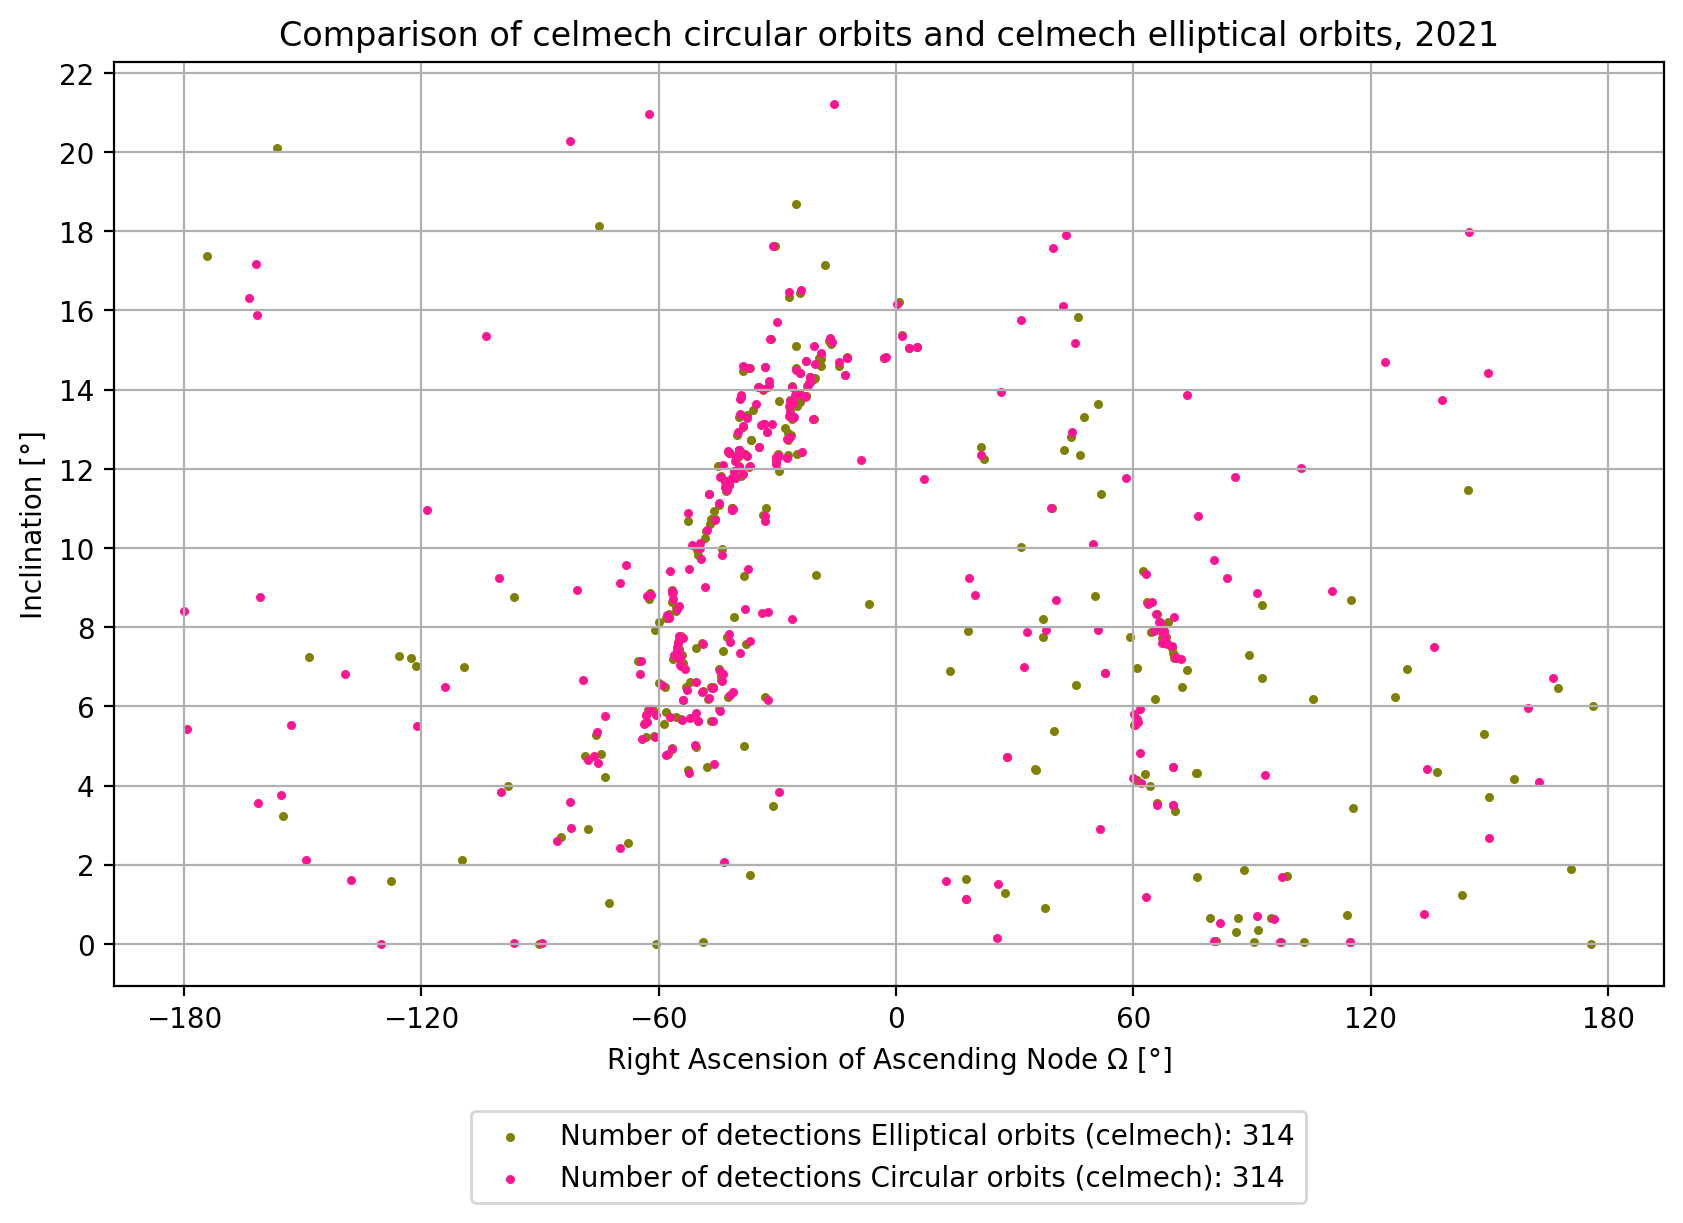 Comparison of celmech circular orbits and celmech elliptical orbits, 2021
22
20
18
16
14
12
10
8
6
4
2
0
Inclination [°]
−180 −120 −60 0 60 120 180
Right Ascension of Ascending Node Ω [°]
Number of detections Elliptical orbits (celmech): 314
Number of detections Circular orbits (celmech): 314